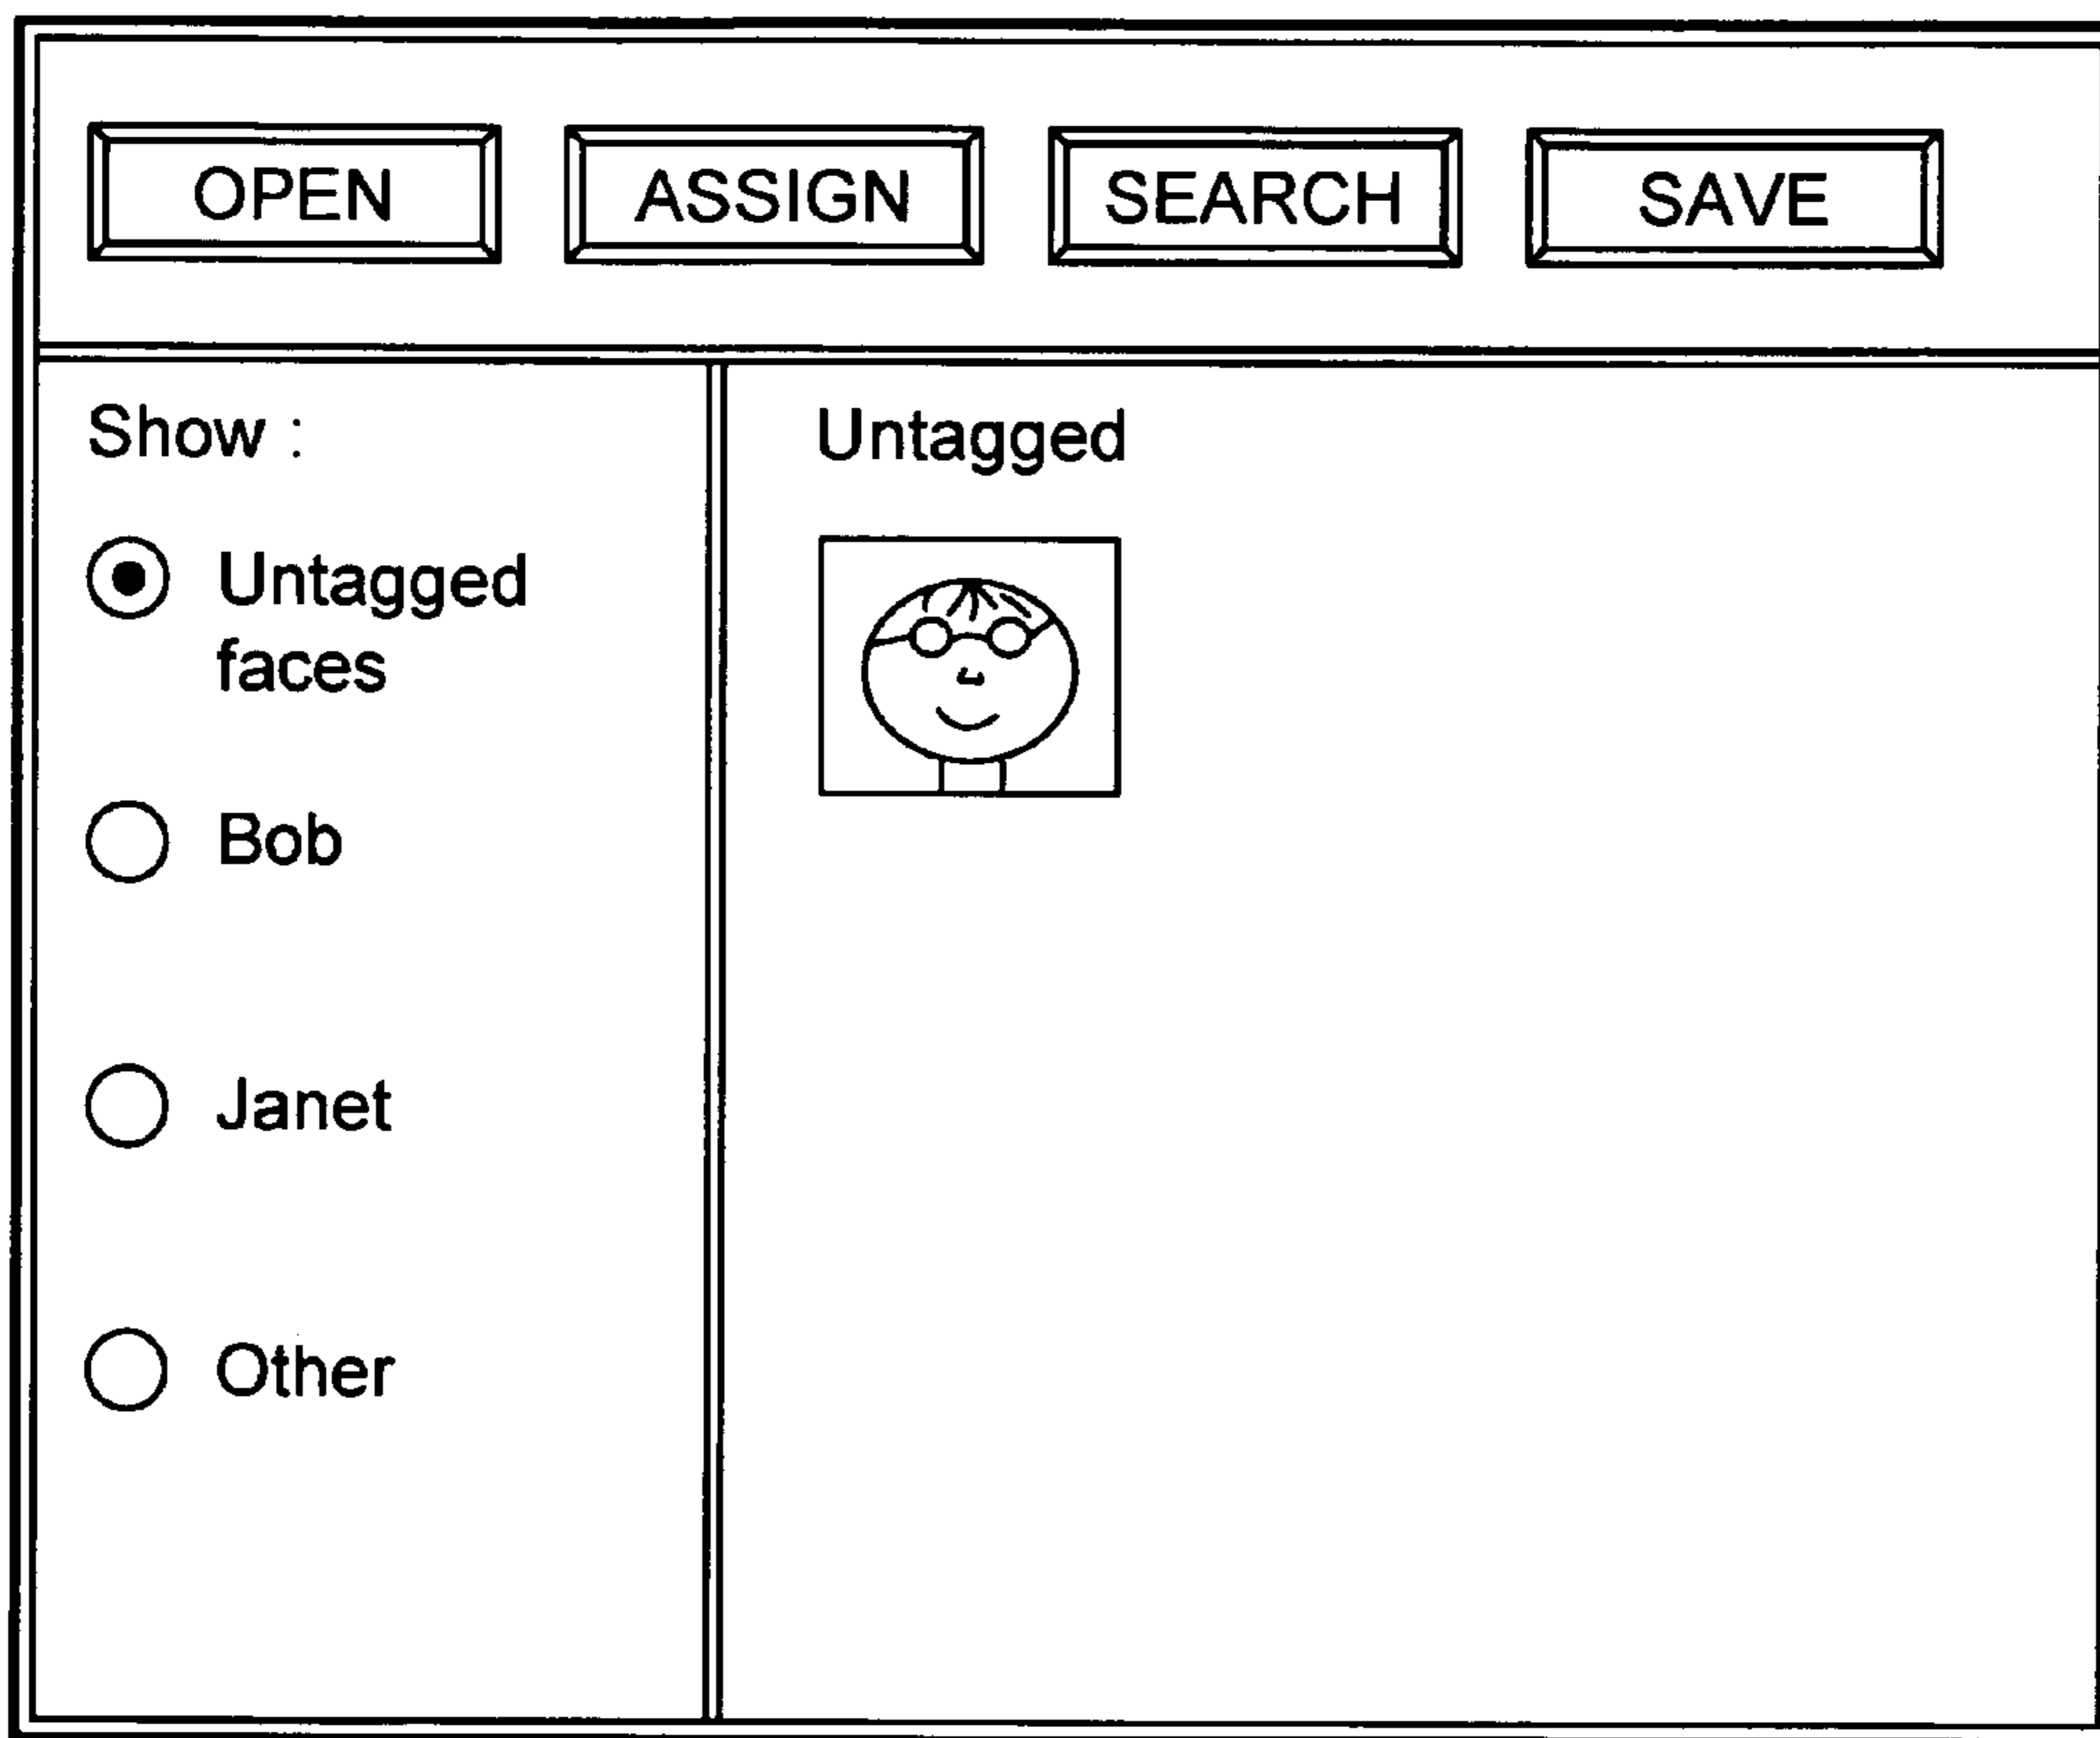 OPEN ASSIGN SEARCH SAVE
Show :
Untagged
faces
Bob
Janet
Other
Untagged